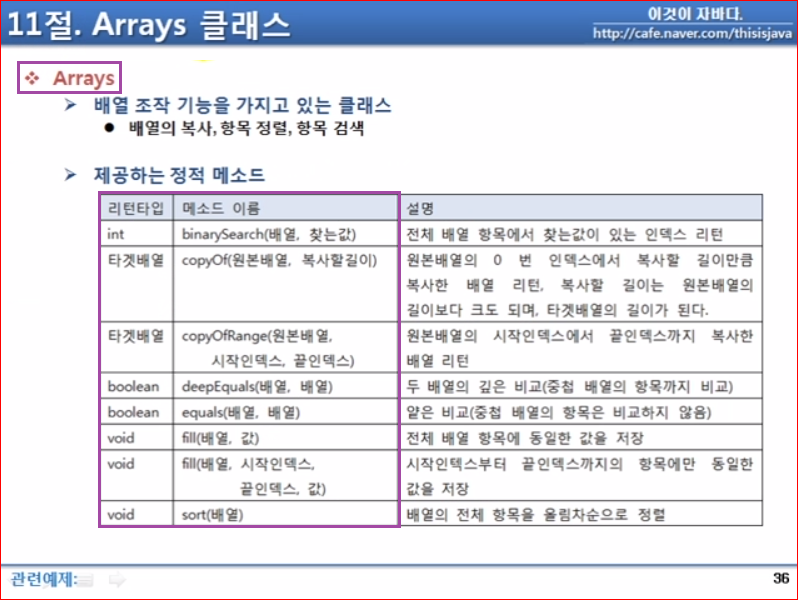 11절. Arrays 클래스
이것이 자바다.
http://cafe.naver.com/thisisjava
Arrays
배열 조작 기능을 가지고 있는 클래스
배열의 복사, 항목 정렬, 항목 검색
제공하는 정적 메소드
리턴타입 메소드 이름 설명
int binarySearch(배열, 찾는값) 전체 배열 항목에서 찾는값이 있는 인덱스 리턴
타겟배열 copyOf(원본배열, 복사할길이) 원본배열의 0 번 인덱스에서 복사할 길이만큼
복사한 배열 리턴, 복사할 길이는 원본배열의
길이보다 크도 되며, 타겟배열의 길이가 된다.
타겟배열 copyOfRange(원본배열, 원본배열의 시작인덱스에서 끝인덱스까지 복사한
시작인덱스, 끝인덱스) 배열 리턴
boolean deepEquals(배열, 배열) 두 배열의 깊은 비교(중첩 배열의 항목까지 비교)
boolean equals(배열, 배열) 얕은 비교(중첩 배열의 항목은 비교하지 않음)
void fill(배열, 값) 전체 배열 항목에 동일한 값을 저장
void fill(배열, 시작인덱스, 시작인텍스부터 끝인덱스까지의 항목에만 동일한
끝인덱스, 값) 값을 저장
void sort(배열) 배열의 전체 항목을 올림차순으로 정렬
관련예제:
36